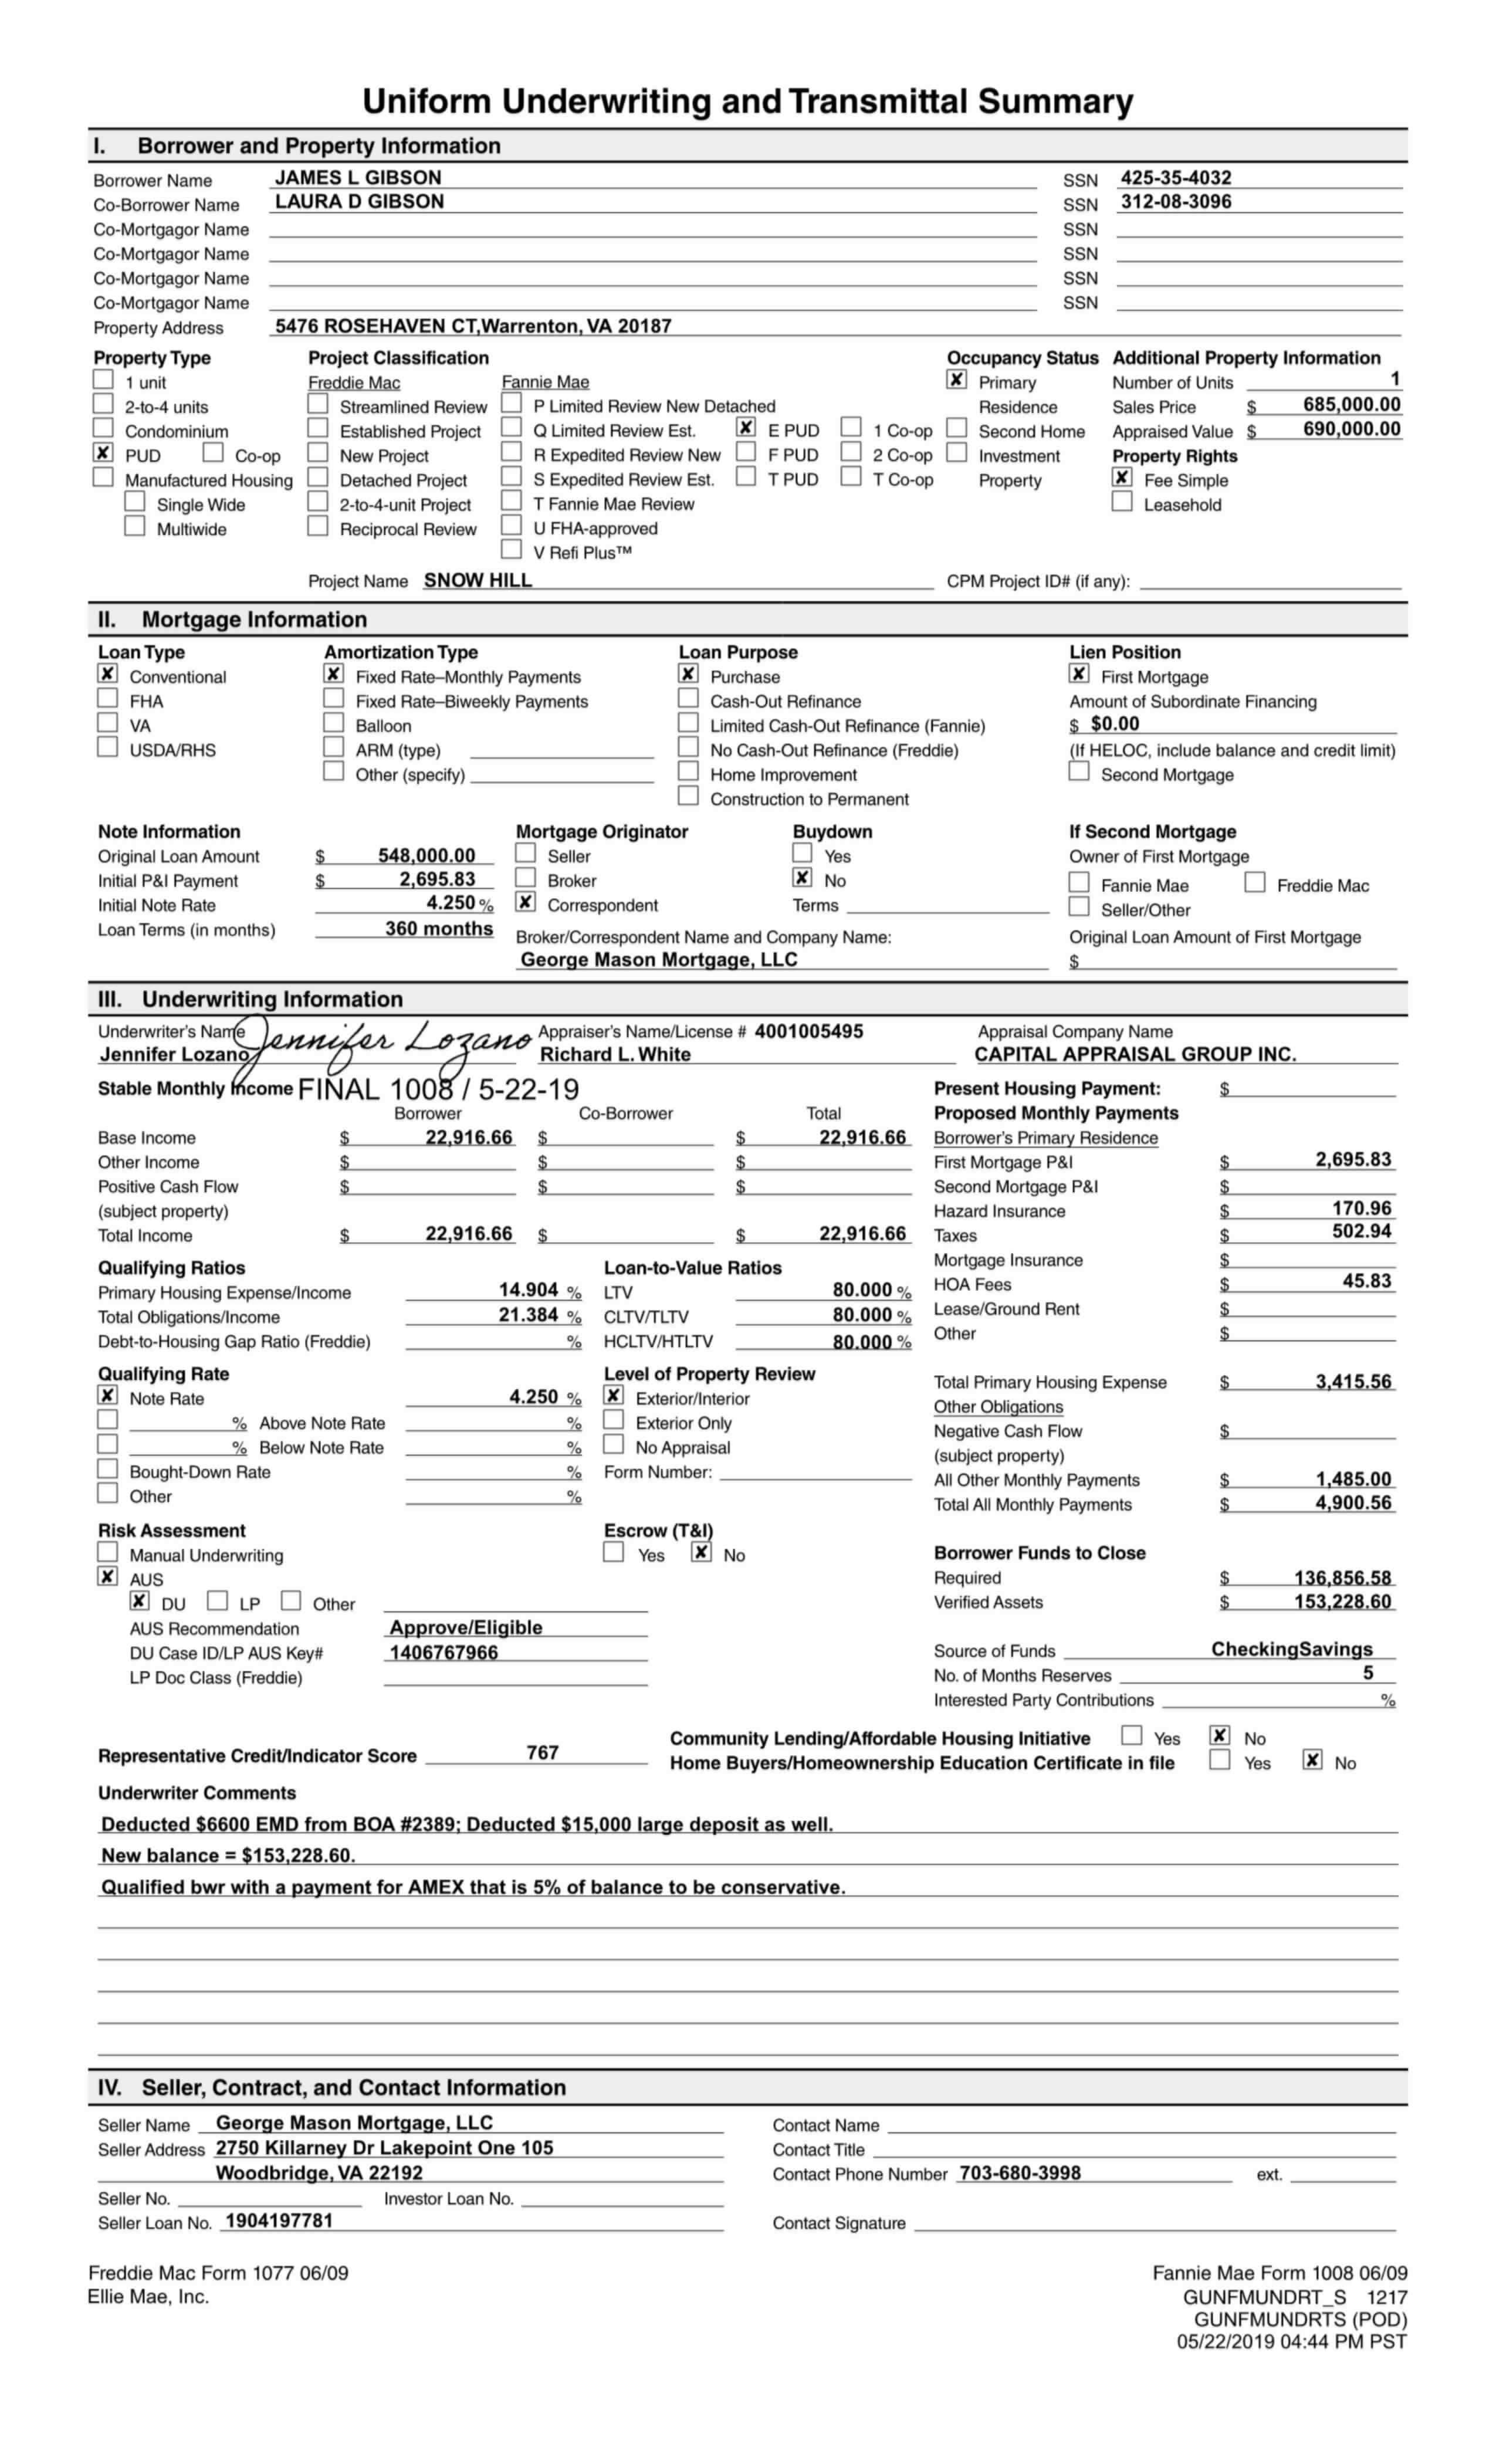 Uniform Underwriting and Transmittal Summary
I. Borrower and Property Information
Borrower Name JAMES L GIBSON SSN 425-35-4032
Co-Borrower Name LAURA D GIBSON SSN 312-08-3096
Co-Mortgagor Name SSN
Co-Mortgagor Name SSN
Co-Mortgagor Name SSN
Co-Mortgagor Name SSN
Property Address 5476 ROSEHAVEN CT,Warrenton, VA 20187
Property Type Project Classification Occupancy Status Additional Property Information
1 unit Freddie Mac Fannie Mae Primary Number of Units 1
2-to-4 units Streamlined Review P Limited Review New Detached Residence Sales Price $ 685,000.00
Condominium Established Project Q Limited Review Est. E PUD 1 Co-op Second Home Appraised Value $ 690,000.00
PUD Co-op New Project R Expedited Review New F PUD 2 Co-op Investment Property Rights
Manufactured Housing Detached Project S Expedited Review Est. T PUD T Co-op Property Fee Simple
Single Wide 2-to-4-unit Project T Fannie Mae Review Leasehold
Multiwide Reciprocal Review U FHA-approved
V Refi Plus™
Project Name SNOW HILL CPM Project ID# (if any):
II. Mortgage Information
Loan Type Amortization Type Loan Purpose Lien Position
Conventional Fixed Rate–Monthly Payments Purchase First Mortgage
FHA Fixed Rate–Biweekly Payments Cash-Out Refinance Amount of Subordinate Financing
VA Balloon Limited Cash-Out Refinance (Fannie) $ $0.00
USDA/RHS ARM (type) No Cash-Out Refinance (Freddie) (If HELOC, include balance and credit limit)
Other (specify) Home Improvement Second Mortgage
Construction to Permanent
Note Information Mortgage Originator Buydown If Second Mortgage
Original Loan Amount $ 548,000.00 Seller Yes Owner of First Mortgage
Initial P&I Payment $ 2,695.83 Broker No Fannie Mae Freddie Mac
Initial Note Rate 4.250 % Correspondent Terms Seller/Other
Loan Terms (in months) 360 months Broker/Correspondent Name and Company Name: Original Loan Amount of First Mortgage
George Mason Mortgage, LLC $
III. Underwriting Information
Underwriter's Name Jennifer Lozano Appraiser's Name/License # 4001005495 Appraisal Company Name
Jennifer Lozano Richard L. White CAPITAL APPRAISAL GROUP INC.
Stable Monthly Income FINAL 1008 / 5-22-19 Present Housing Payment: $
Borrower Co-Borrower Total Proposed Monthly Payments
Base Income $ 22,916.66 $ $ 22,916.66 Borrower's Primary Residence
Other Income $ $ $ First Mortgage P&I $ 2,695.83
Positive Cash Flow $ $ $ Second Mortgage P&I $
(subject property) Hazard Insurance $ 170.96
Total Income $ 22,916.66 $ $ 22,916.66 Taxes $ 502.94
Qualifying Ratios Loan-to-Value Ratios Mortgage Insurance $
Primary Housing Expense/Income 14.904 % LTV 80.000 % HOA Fees $ 45.83
Total Obligations/Income 21.384 % CLTV/TLTV 80.000 % Lease/Ground Rent $
Debt-to-Housing Gap Ratio (Freddie) % HCLTV/HTLTV 80.000 % Other $
Qualifying Rate Level of Property Review Total Primary Housing Expense $ 3,415.56
Note Rate 4.250 % Exterior/Interior Other Obligations
% Above Note Rate % Exterior Only Negative Cash Flow $
% Below Note Rate % No Appraisal (subject property)
Bought-Down Rate % Form Number: All Other Monthly Payments $ 1,485.00
Other % Total All Monthly Payments $ 4,900.56
Risk Assessment Escrow (T&I)
Manual Underwriting Yes No Borrower Funds to Close
AUS Required $ 136,856.58
DU LP Other Verified Assets $ 153,228.60
AUS Recommendation Approve/Eligible
DU Case ID/LP AUS Key# 1406767966 Source of Funds CheckingSavings
LP Doc Class (Freddie) No. of Months Reserves 5
Interested Party Contributions %
Community Lending/Affordable Housing Initiative Yes No
Representative Credit/Indicator Score 767 Home Buyers/Homeownership Education Certificate in file Yes No
Underwriter Comments
Deducted $6600 EMD from BOA #2389; Deducted $15,000 large deposit as well.
New balance = $153,228.60.
Qualified bwr with a payment for AMEX that is 5% of balance to be conservative.
IV. Seller, Contract, and Contact Information
Seller Name George Mason Mortgage, LLC Contact Name
Seller Address 2750 Killarney Dr Lakepoint One 105 Contact Title
Woodbridge, VA 22192 Contact Phone Number 703-680-3998 ext.
Seller No. Investor Loan No.
Seller Loan No. 1904197781 Contact Signature
Freddie Mac Form 1077 06/09 Fannie Mae Form 1008 06/09
Ellie Mae, Inc. GUNFMUNDRT_S 1217
GUNFMUNDRTS (POD)
05/22/2019 04:44 PM PST